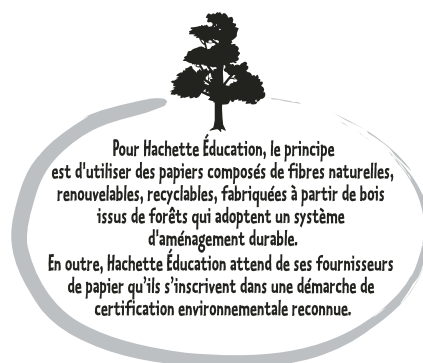 Pour Hachette Éducation, le principe
est d'utiliser des papiers composés de fibres naturelles,
renouvelables, recyclables, fabriquées à partir de bois
issus de forêts qui adoptent un système
d'aménagement durable.
En outre, Hachette Éducation attend de ses fournisseurs
de papier qu'ils s'inscrivent dans une démarche de
certification environnementale reconnue.